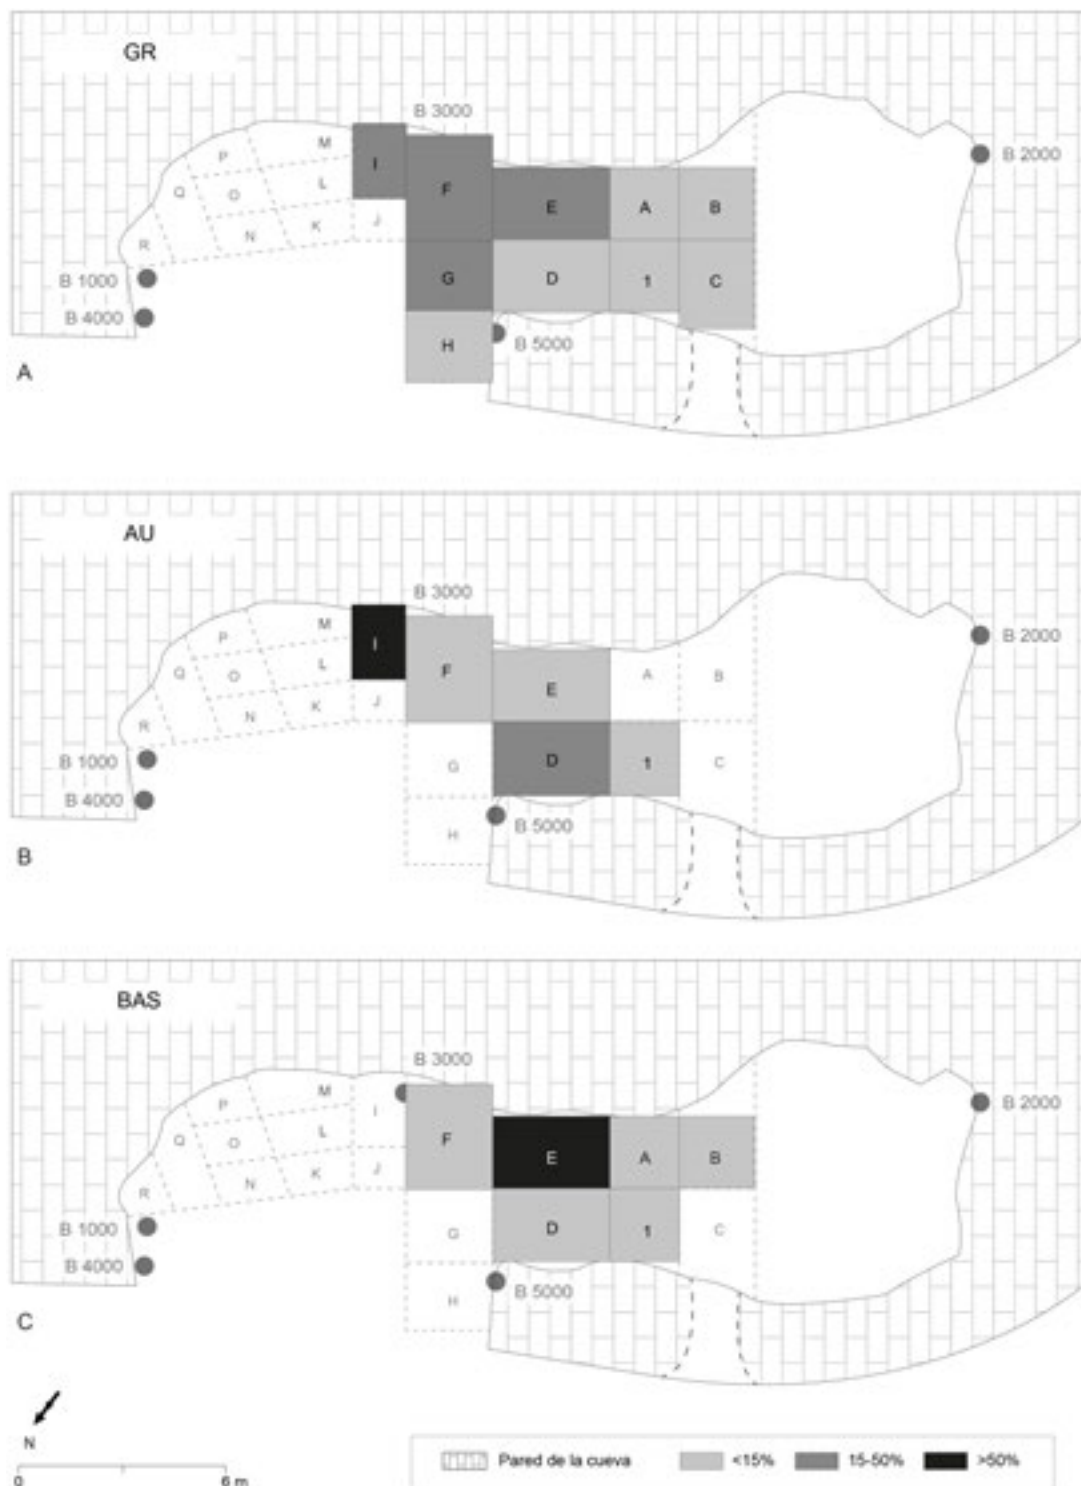 GR
B 3000
P M
Q O L
I F E A B
N K J
R
B 2000
B 1000
B 4000
G D 1 C
H
B 5000
A
AU
B 3000
P M
Q O L
I F E A B
N K J
R
B 2000
B 1000
B 4000
G D 1 C
H
B 5000
B
BAS
B 3000
P M
Q O L
I F E A B
N K J
R
B 2000
B 1000
B 4000
G D 1 C
H
B 5000
C
N
0 6 m
Pared de la cueva <15% 15-50% >50%